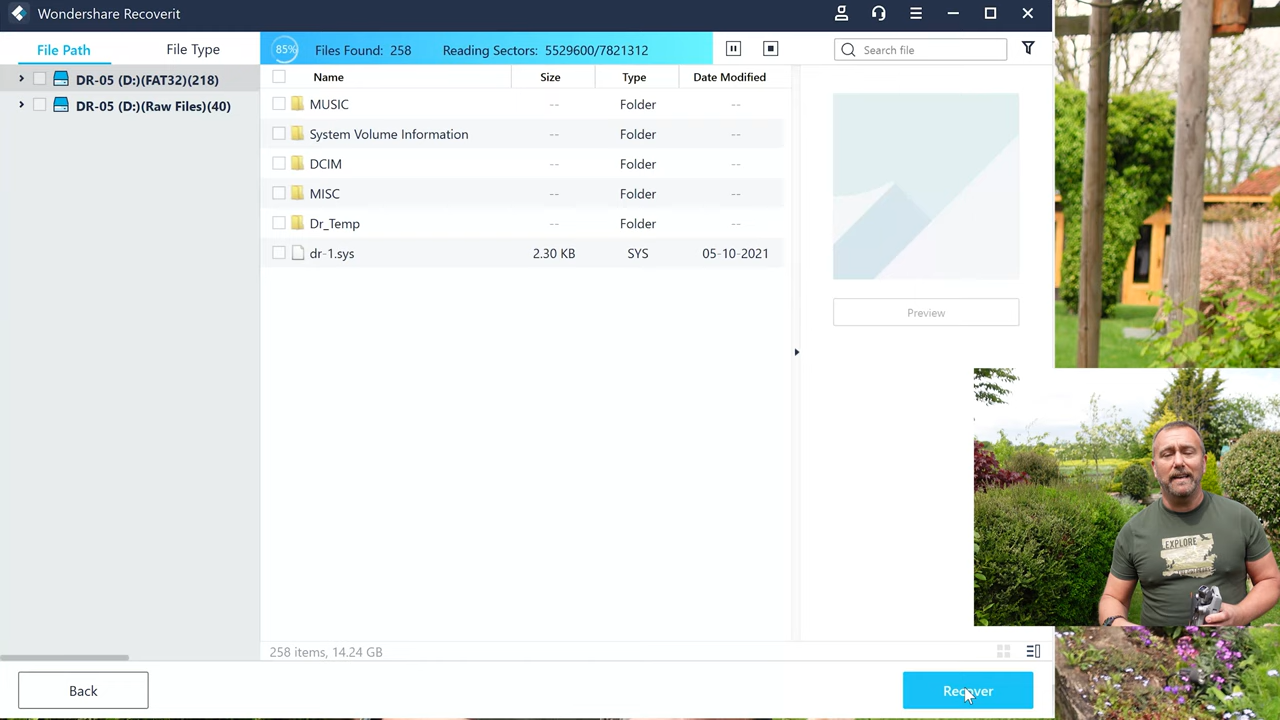 Wondershare Recoverit
File Path File Type
85% Files Found: 258 Reading Sectors: 5529600/7821312
Search file
DR-05 (D:)(FAT32)(218)
DR-05 (D:)(Raw Files)(40)
Name Size Type Date Modified
MUSIC -- Folder --
System Volume Information -- Folder --
DCIM -- Folder --
MISC -- Folder --
Dr_Temp -- Folder --
dr-1.sys 2.30 KB SYS 05-10-2021
Preview
EXPLORE
258 items, 14.24 GB
Back Recover